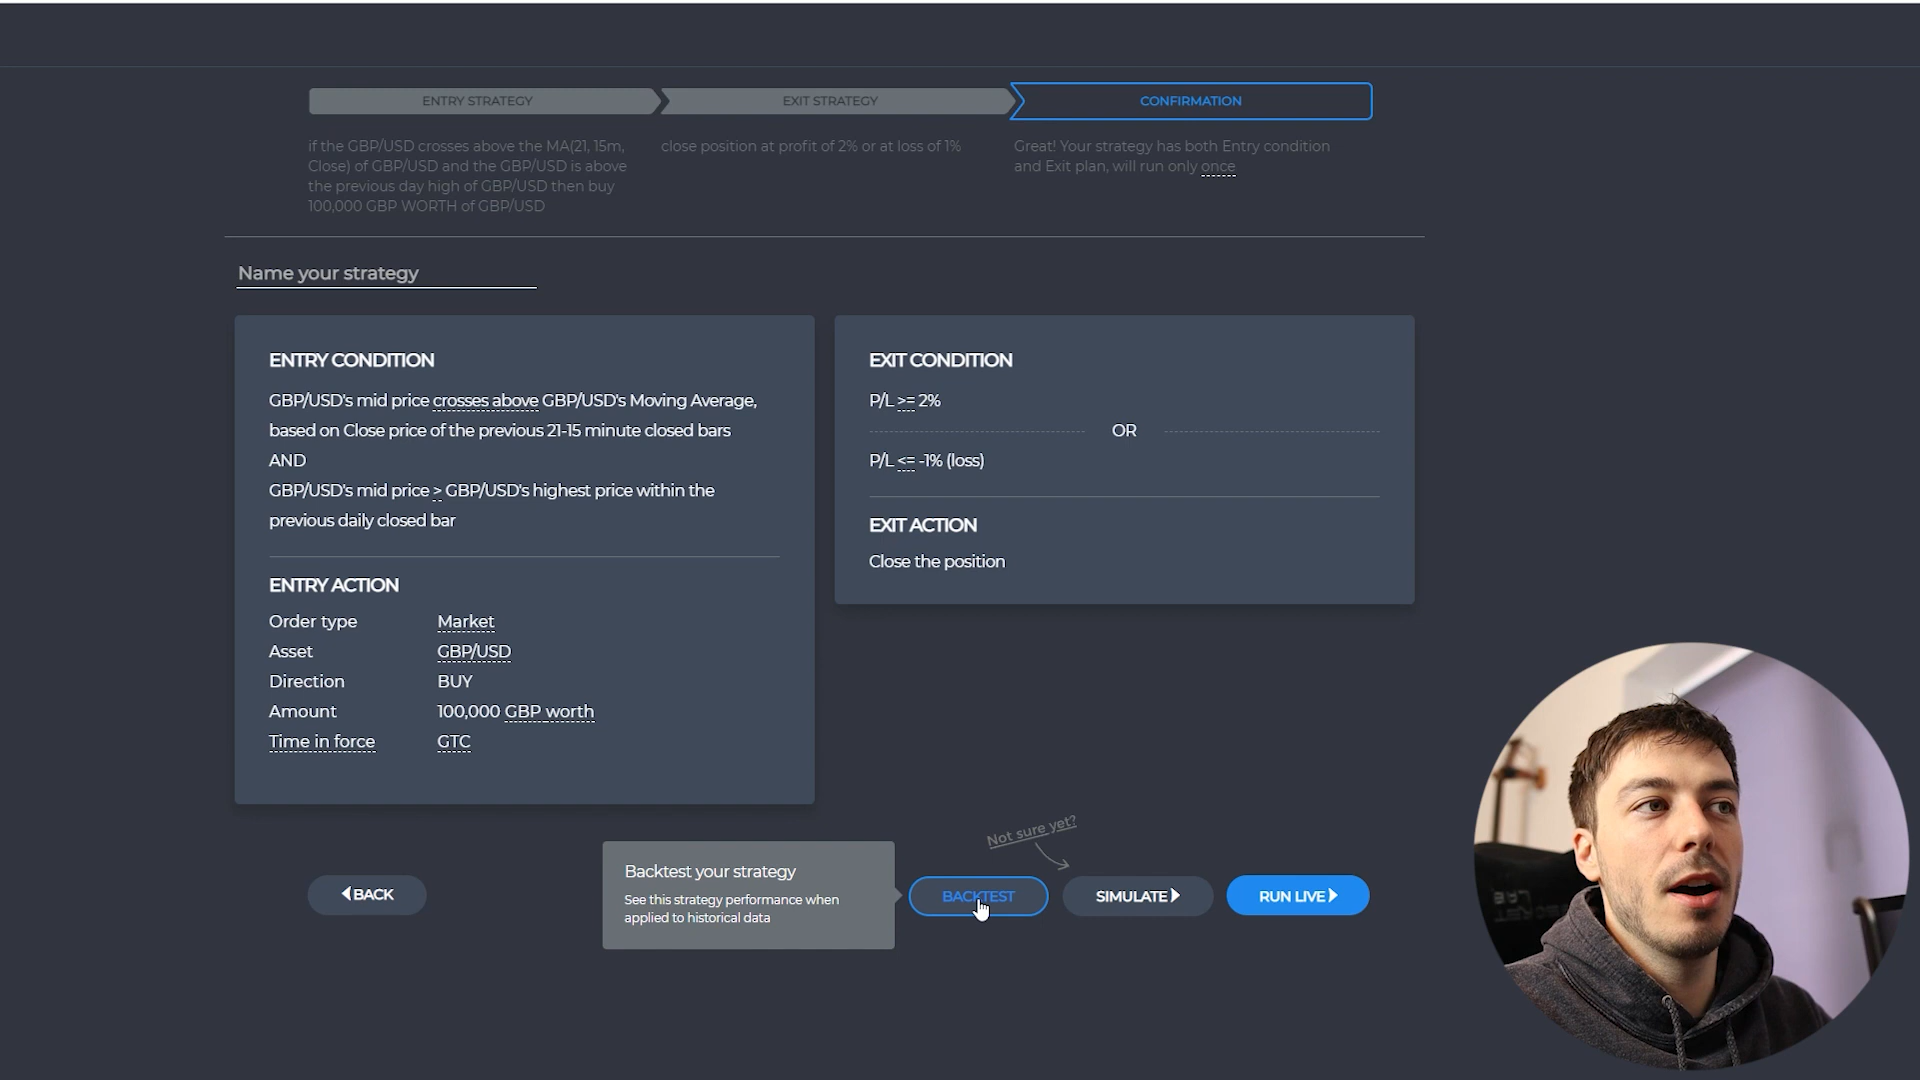 ENTRY STRATEGY
EXIT STRATEGY
CONFIRMATION
if the GBP/USD crosses above the MA(21, 15m,
Close) of GBP/USD and the GBP/USD is above
the previous day high of GBP/USD then buy
100,000 GBP WORTH of GBP/USD
close position at profit of 2% or at loss of 1%
Great! Your strategy has both Entry condition
and Exit plan, will run only once
Name your strategy
ENTRY CONDITION
GBP/USD's mid price crosses above GBP/USD's Moving Average,
based on Close price of the previous 21-15 minute closed bars
AND
GBP/USD's mid price > GBP/USD's highest price within the
previous daily closed bar
ENTRY ACTION
Order type Market
Asset GBP/USD
Direction BUY
Amount 100,000 GBP worth
Time in force GTC
EXIT CONDITION
P/L >= 2%
OR
P/L <= -1% (loss)
EXIT ACTION
Close the position
Not sure yet?
BACK
Backtest your strategy
See this strategy performance when
applied to historical data
BACKTEST
SIMULATE
RUN LIVE